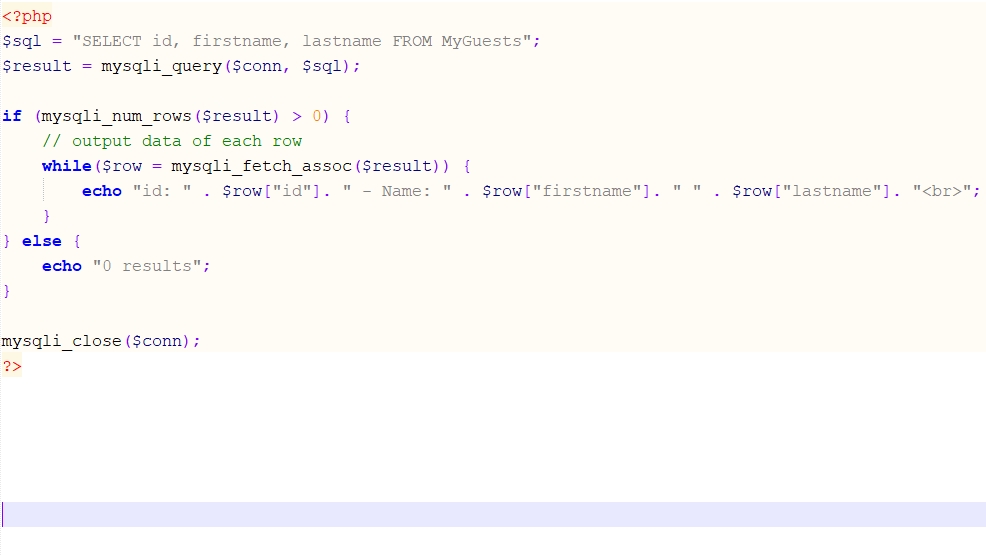 <?php
$sql = "SELECT id, firstname, lastname FROM MyGuests";
$result = mysqli_query($conn, $sql);

if (mysqli_num_rows($result) > 0) {
    // output data of each row
    while($row = mysqli_fetch_assoc($result)) {
        echo "id: " . $row["id"]. " - Name: " . $row["firstname"]. " " . $row["lastname"]. "<br>";
    }
} else {
    echo "0 results";
}

mysqli_close($conn);
?>